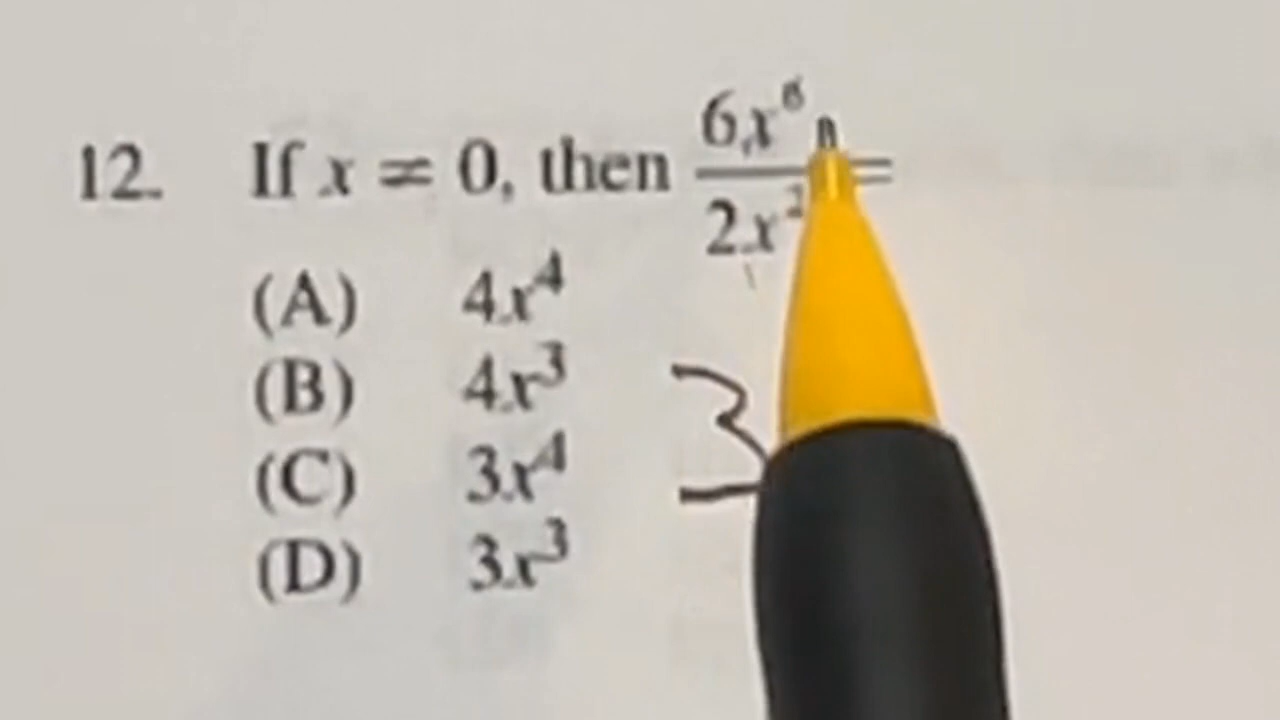 12. If x ≠ 0, then 6x⁶ / 2x² =
(A) 4x⁴
(B) 4x³
(C) 3x⁴
(D) 3x³
3